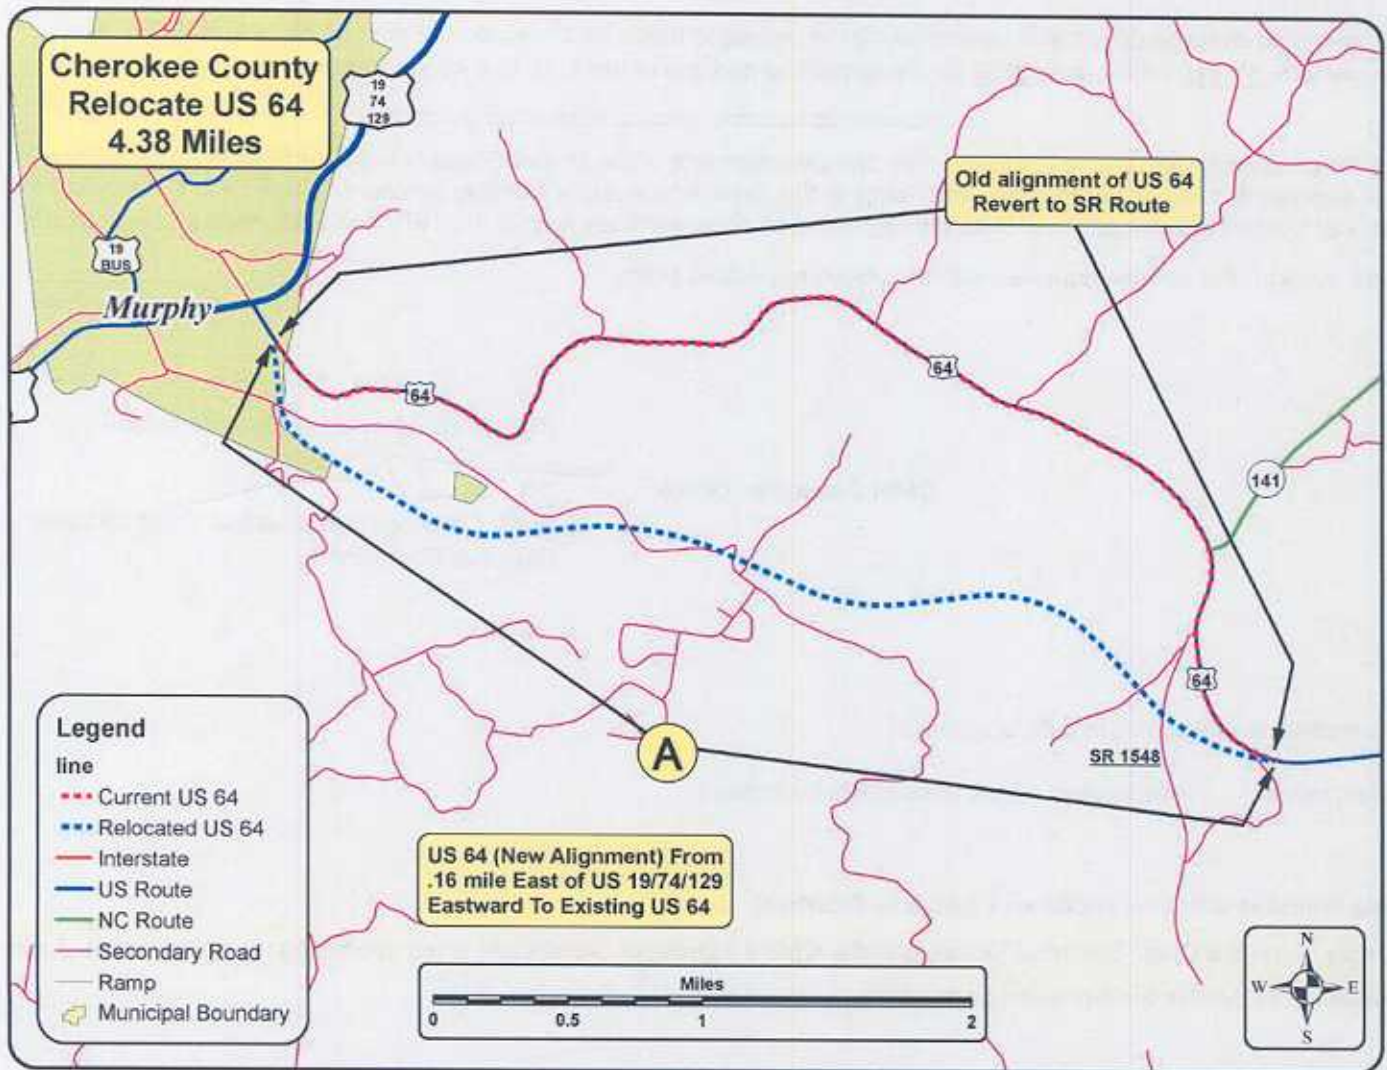 Cherokee County
Relocate US 64
4.38 Miles
19
74
129
Old alignment of US 64
Revert to SR Route
19
BUS
Murphy
64
64
141
64
SR 1548
A
US 64 (New Alignment) From
.16 mile East of US 19/74/129
Eastward To Existing US 64
Legend
line
Current US 64
Relocated US 64
Interstate
US Route
NC Route
Secondary Road
Ramp
Municipal Boundary
Miles
0 0.5 1 2
N
W E
S